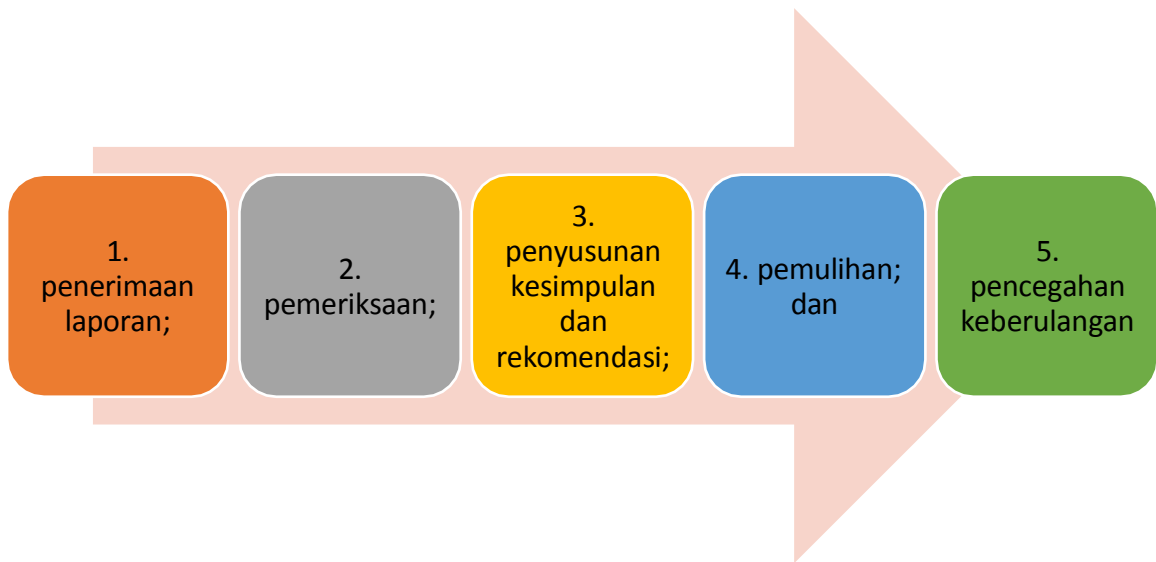 1.
penerimaan
laporan;
2.
pemeriksaan;
3.
penyusunan
kesimpulan
dan
rekomendasi;
4. pemulihan;
dan
5.
pencegahan
keberulangan